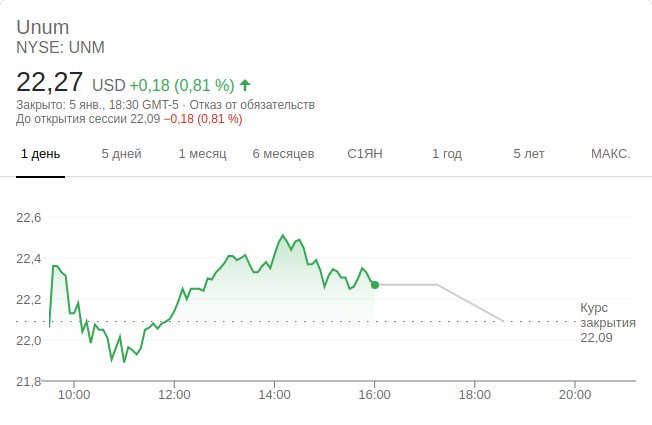 Unum
NYSE: UNM
22,27 USD +0,18 (0,81 %)
Закрыто: 5 янв., 18:30 GMT-5 · Отказ от обязательств
До открытия сессии 22,09 −0,18 (0,81 %)
1 день 5 дней 1 месяц 6 месяцев С1ЯН 1 год 5 лет МАКС.
22,6
22,4
22,2
22,0
21,8
Курс
закрытия
22,09
10:00 12:00 14:00 16:00 18:00 20:00